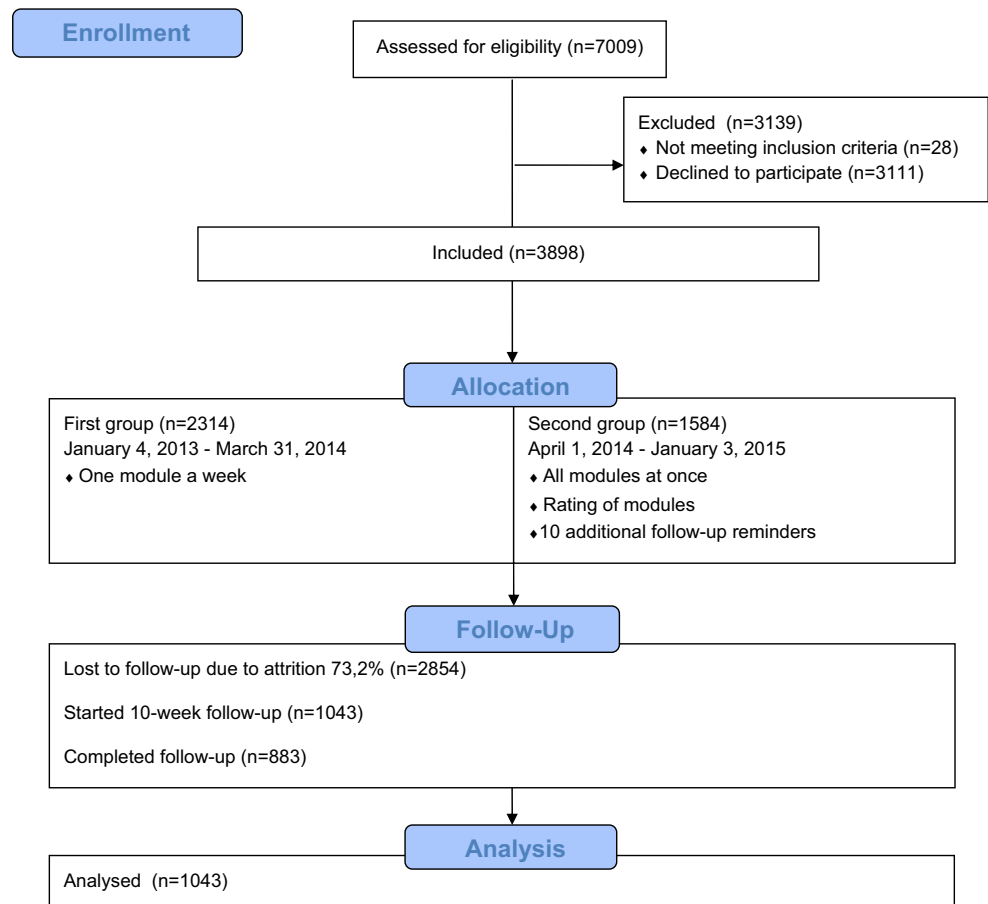 Enrollment
Assessed for eligibility (n=7009)
Excluded (n=3139)
♦ Not meeting inclusion criteria (n=28)
♦ Declined to participate (n=3111)
Included (n=3898)
Allocation
First group (n=2314)
January 4, 2013 - March 31, 2014
♦ One module a week
Second group (n=1584)
April 1, 2014 - January 3, 2015
♦ All modules at once
♦ Rating of modules
♦10 additional follow-up reminders
Follow-Up
Lost to follow-up due to attrition 73,2% (n=2854)
Started 10-week follow-up (n=1043)
Completed follow-up (n=883)
Analysis
Analysed (n=1043)